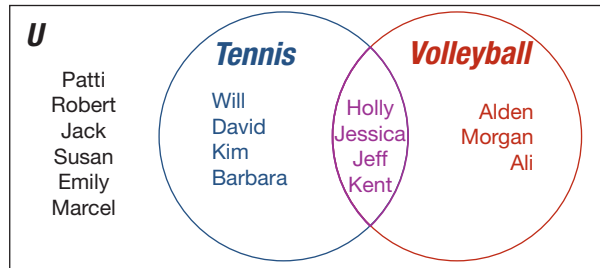 U
Patti
Robert
Jack
Susan
Emily
Marcel
Tennis
Will
David
Kim
Barbara
Holly
Jessica
Jeff
Kent
Volleyball
Alden
Morgan
Ali